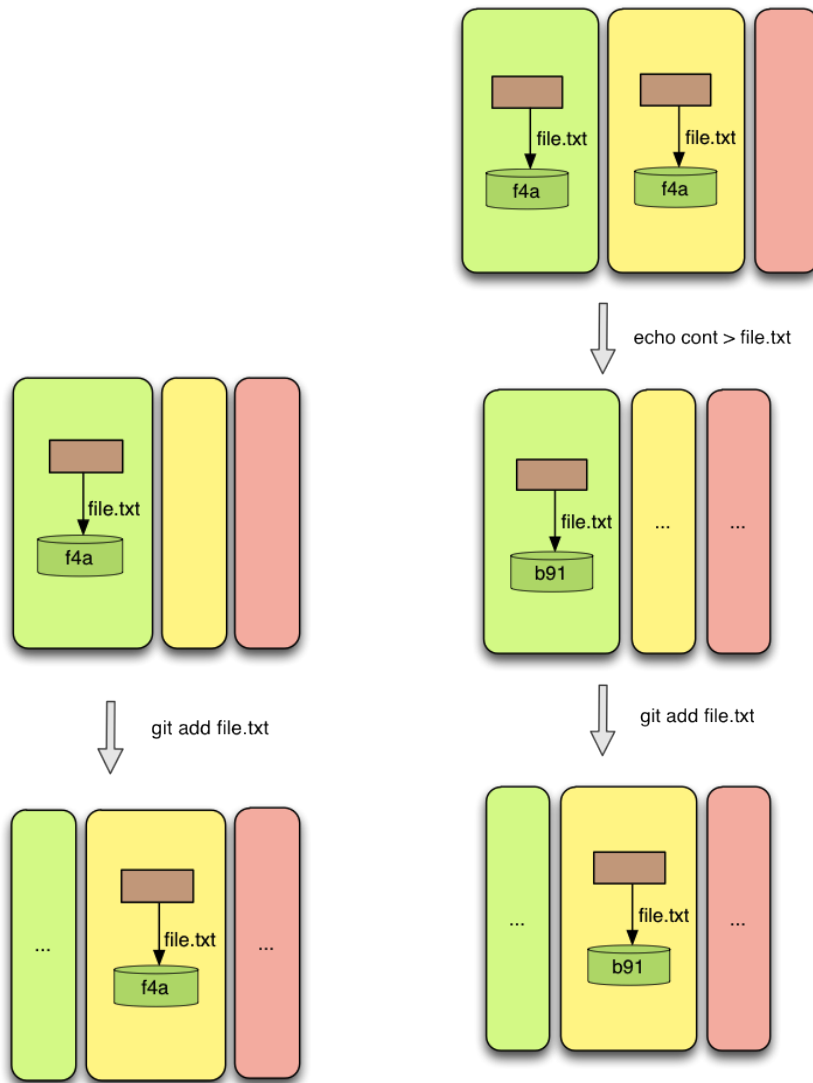 file.txt
file.txt
f4a
f4a
echo cont > file.txt
file.txt
f4a
file.txt
...
...
b91
git add file.txt
git add file.txt
...
file.txt
...
f4a
...
file.txt
...
b91